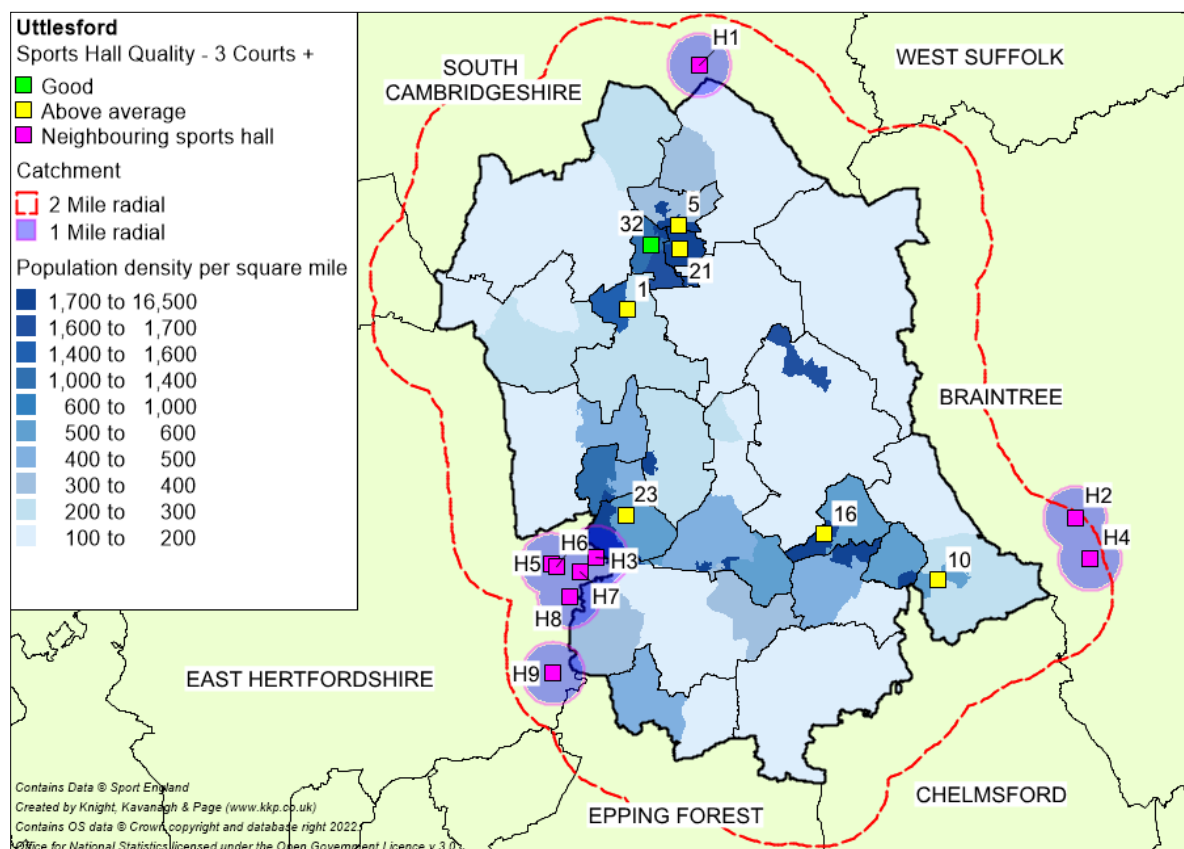 Uttlesford
Sports Hall Quality - 3 Courts +
Good
Above average
Neighbouring sports hall
Catchment
2 Mile radial
1 Mile radial
Population density per square mile
1,700 to 16,500
1,600 to 1,700
1,400 to 1,600
1,000 to 1,400
600 to 1,000
500 to 600
400 to 500
300 to 400
200 to 300
100 to 200
H1
WEST SUFFOLK
SOUTH
CAMBRIDGESHIRE
5
32
21
1
BRAINTREE
23
16
H2
H6
H3
H4
H5
10
H7
H8
H9
EAST HERTFORDSHIRE
CHELMSFORD
EPPING FOREST
Contains Data © Sport England
Created by Knight, Kavanagh & Page (www.kkp.co.uk)
Contains OS data © Crown copyright and database right 2022.
Office for National Statistics licensed under the Open Government Licence v.3.0